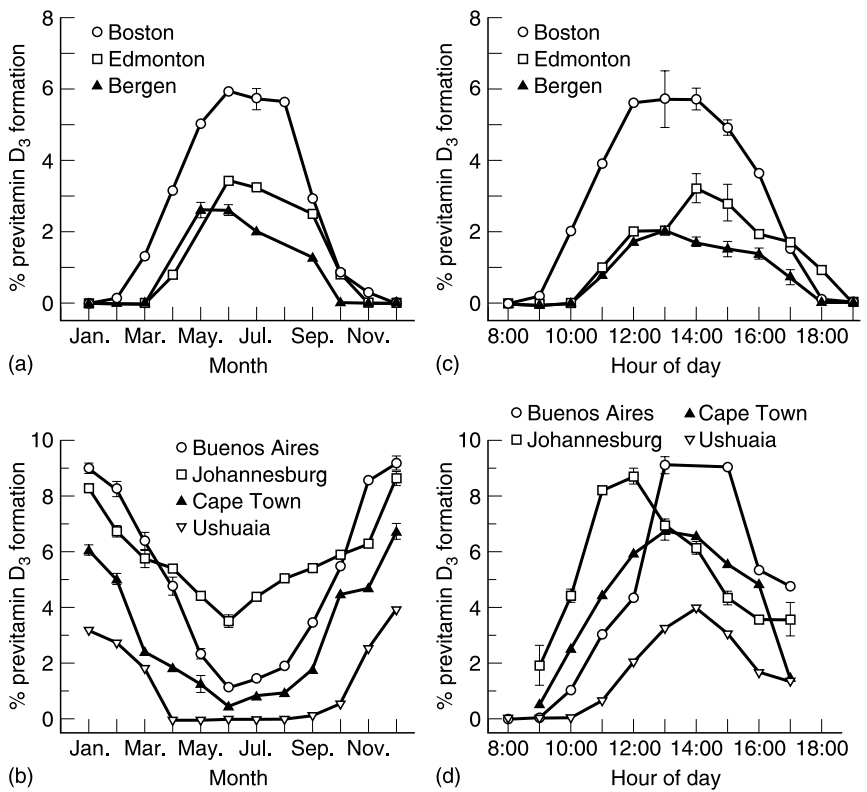 8
6
4
2
0
% previtamin D3 formation
Boston
Edmonton
Bergen
Jan. Mar. May. Jul. Sep. Nov.
Month
(a)
8
6
4
2
0
% previtamin D3 formation
Boston
Edmonton
Bergen
8:00 10:00 12:00 14:00 16:00 18:00
Hour of day
(c)
10
8
6
4
2
0
% previtamin D3 formation
Buenos Aires
Johannesburg
Cape Town
Ushuaia
Jan. Mar. May. Jul. Sep. Nov.
Month
(b)
Buenos Aires Cape Town
Johannesburg Ushuaia
10
8
6
4
2
0
% previtamin D3 formation
8:00 10:00 12:00 14:00 16:00 18:00
Hour of day
(d)